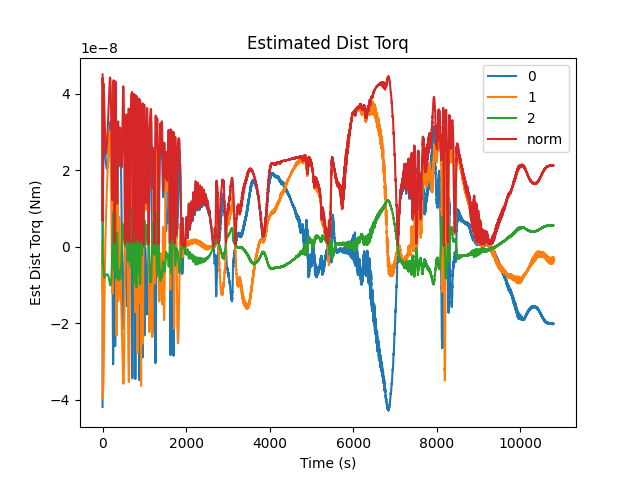 Estimated Dist Torq
1e−8
4
2
0
−2
−4
Est Dist Torq (Nm)
0
1
2
norm
0 2000 4000 6000 8000 10000
Time (s)